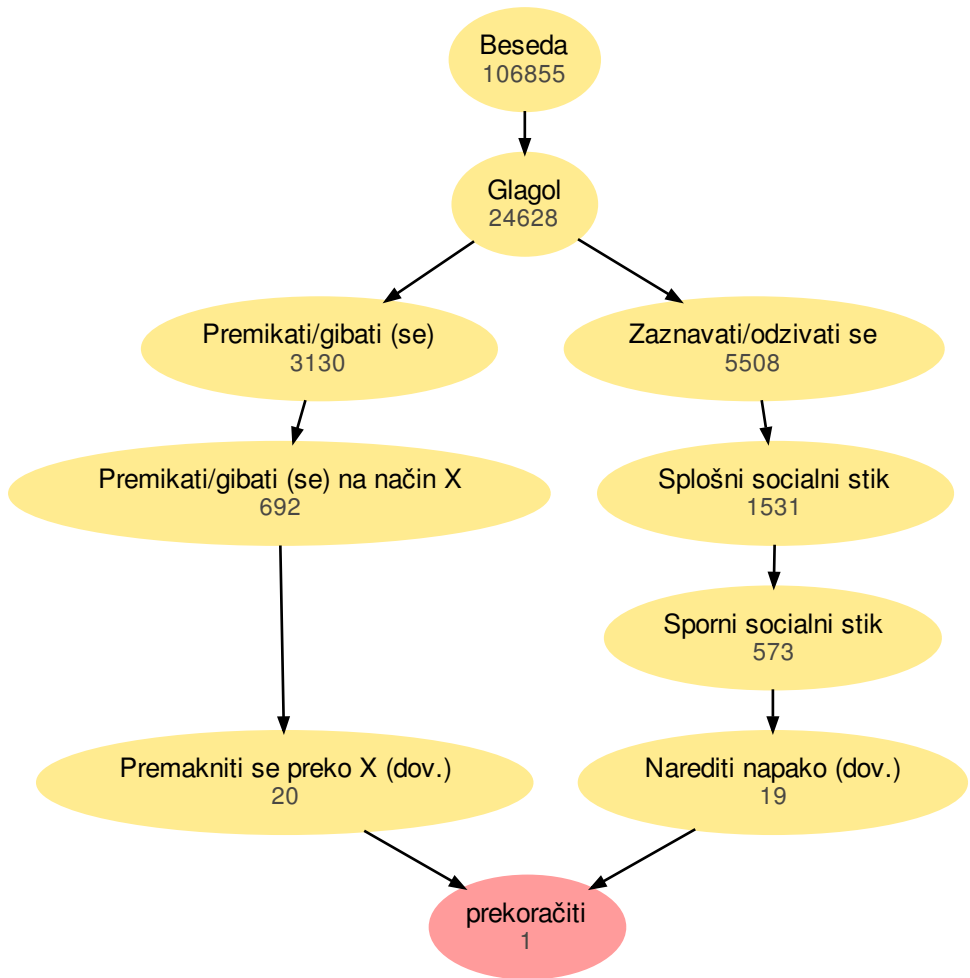 Beseda
106855
Glagol
24628
Premikati/gibati (se)
3130
Zaznavati/odzivati se
5508
Premikati/gibati (se) na način X
692
Splošni socialni stik
1531
Sporni socialni stik
573
Premakniti se preko X (dov.)
20
Narediti napako (dov.)
19
prekoračiti
1